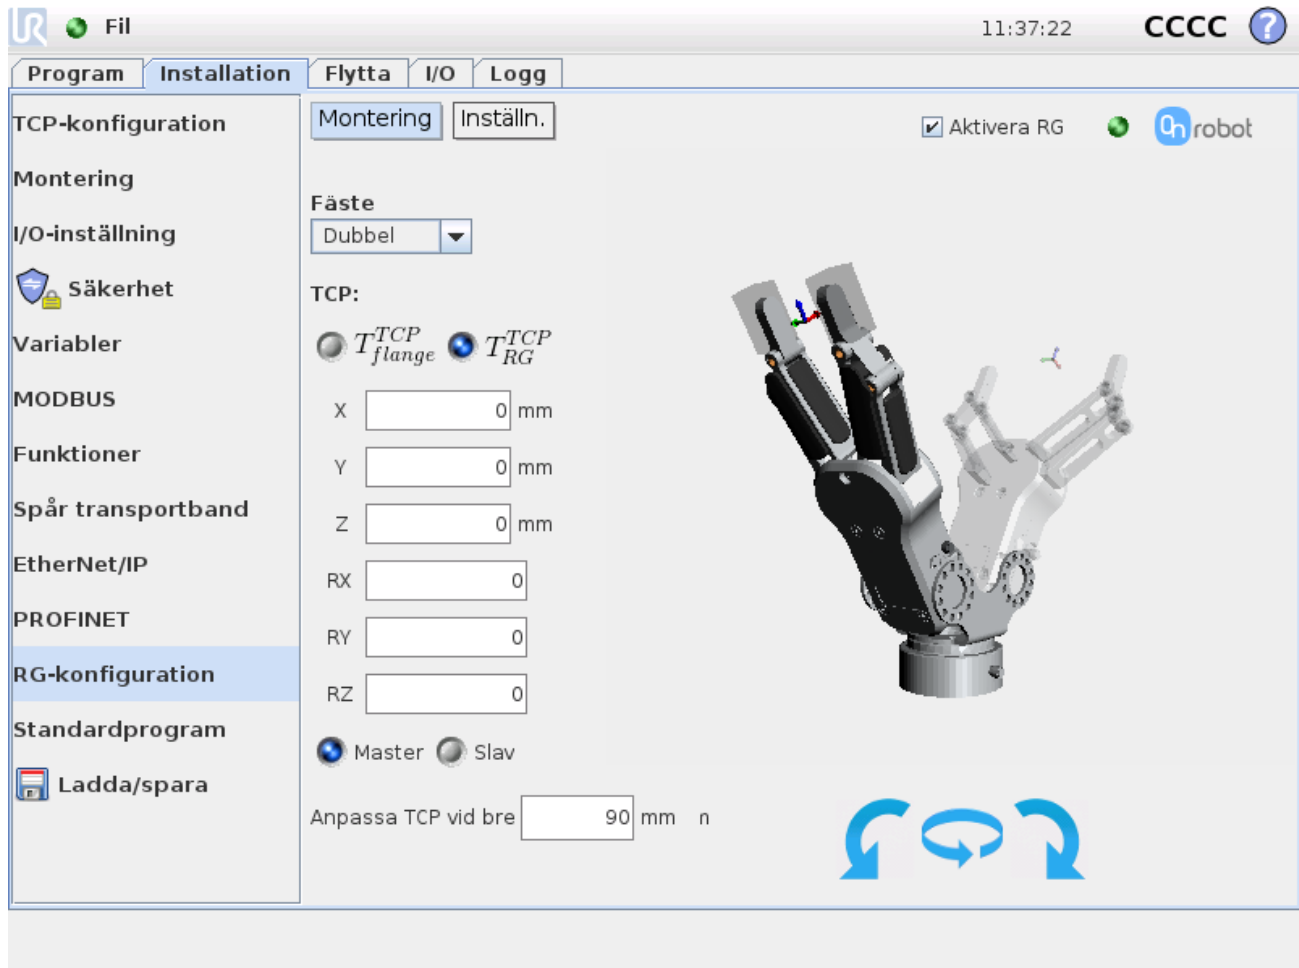 UR Fil 11:37:22 CCCC ?
Program Installation Flytta I/O Logg
TCP-konfiguration
Montering
I/O-inställning
Säkerhet
Variabler
MODBUS
Funktioner
Spår transportband
EtherNet/IP
PROFINET
RG-konfiguration
Standardprogram
Ladda/spara
Montering Inställn.
Aktivera RG On robot
Fäste
Dubbel
TCP:
T TCP flange T TCP RG
X 0 mm
Y 0 mm
Z 0 mm
RX 0
RY 0
RZ 0
Master Slav
Anpassa TCP vid bre 90 mm n